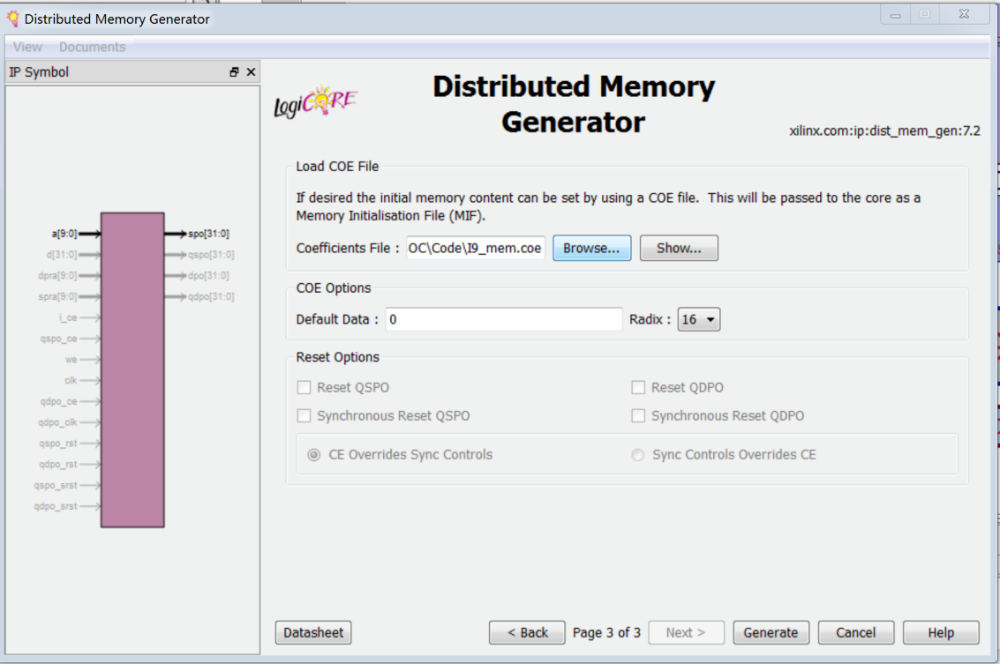 Distributed Memory Generator
View Documents
IP Symbol
LogiCORE
Distributed Memory
Generator
xilinx.com:ip:dist_mem_gen:7.2
a[9:0]
d[31:0]
dpra[9:0]
spra[9:0]
i_ce
qspo_ce
we
clk
qdpo_ce
qdpo_clk
qspo_rst
qdpo_rst
qspo_srst
qdpo_srst
spo[31:0]
qspo[31:0]
dpo[31:0]
qdpo[31:0]
Load COE File
If desired the initial memory content can be set by using a COE file. This will be passed to the core as a
Memory Initialisation File (MIF).
Coefficients File : OC\Code\I9_mem.coe Browse... Show...
COE Options
Default Data : 0 Radix : 16
Reset Options
Reset QSPO Reset QDPO
Synchronous Reset QSPO Synchronous Reset QDPO
CE Overrides Sync Controls Sync Controls Overrides CE
Datasheet < Back Page 3 of 3 Next > Generate Cancel Help